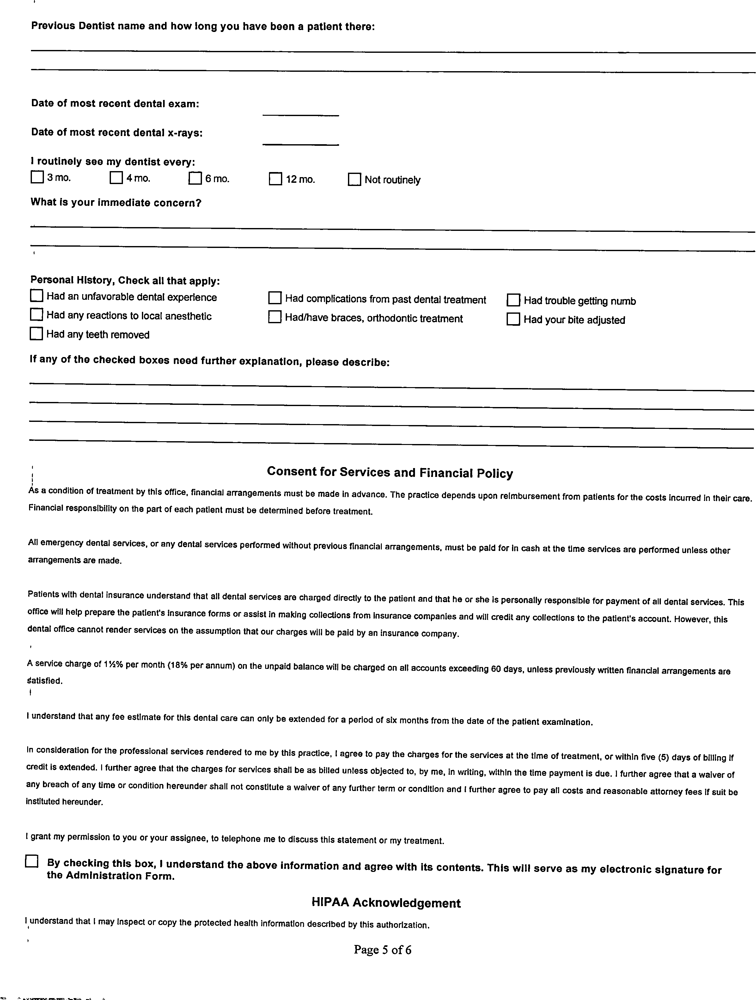 Previous Dentist name and how long you have been a patient there:
Date of most recent dental exam:
Date of most recent dental x-rays:
I routinely see my dentist every:
3 mo. 4 mo. 6 mo. 12 mo. Not routinely
What is your immediate concern?
Personal History, Check all that apply:
Had an unfavorable dental experience Had complications from past dental treatment Had trouble getting numb
Had any reactions to local anesthetic Had/have braces, orthodontic treatment Had your bite adjusted
Had any teeth removed
If any of the checked boxes need further explanation, please describe:
Consent for Services and Financial Policy
As a condition of treatment by this office, financial arrangements must be made in advance. The practice depends upon reimbursement from patients for the costs incurred in their care.
Financial responsibility on the part of each patient must be determined before treatment.
All emergency dental services, or any dental services performed without previous financial arrangements, must be paid for in cash at the time services are performed unless other
arrangements are made.
Patients with dental insurance understand that all dental services are charged directly to the patient and that he or she is personally responsible for payment of all dental services. This
office will help prepare the patient's insurance forms or assist in making collections from insurance companies and will credit any collections to the patient's account. However, this
dental office cannot render services on the assumption that our charges will be paid by an insurance company.
A service charge of 1½% per month (18% per annum) on the unpaid balance will be charged on all accounts exceeding 60 days, unless previously written financial arrangements are
satisfied.
I understand that any fee estimate for this dental care can only be extended for a period of six months from the date of the patient examination.
In consideration for the professional services rendered to me by this practice, I agree to pay the charges for the services at the time of treatment, or within five (5) days of billing if
credit is extended. I further agree that the charges for services shall be as billed unless objected to, by me, in writing, within the time payment is due. I further agree that a waiver of
any breach of any time or condition hereunder shall not constitute a waiver of any further term or condition and I further agree to pay all costs and reasonable attorney fees if suit be
instituted hereunder.
I grant my permission to you or your assignee, to telephone me to discuss this statement or my treatment.
By checking this box, I understand the above information and agree with its contents. This will serve as my electronic signature for
the Administration Form.
HIPAA Acknowledgement
I understand that I may inspect or copy the protected health information described by this authorization.
Page 5 of 6